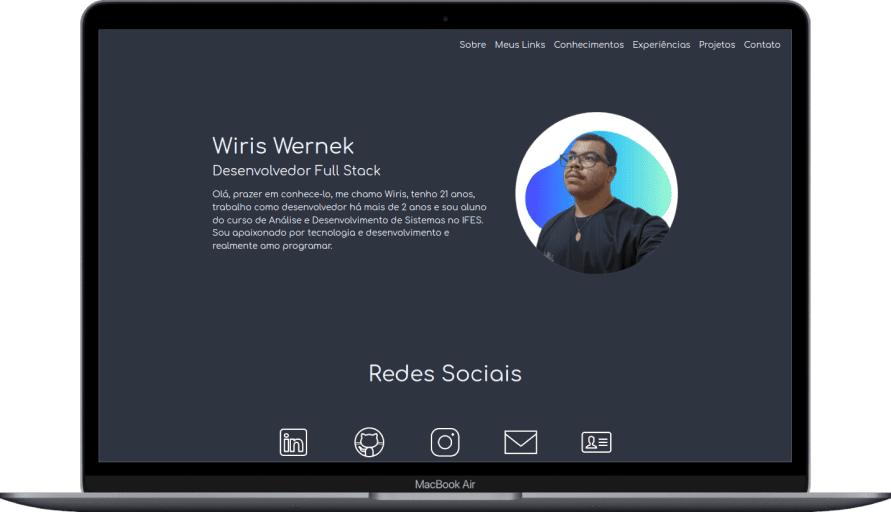 Sobre Meus Links Conhecimentos Experiências Projetos Contato
Wiris Wernek
Desenvolvedor Full Stack
Olá, prazer em conhece-lo, me chamo Wiris, tenho 21 anos,
trabalho como desenvolvedor há mais de 2 anos e sou aluno
do curso de Análise e Desenvolvimento de Sistemas no IFES.
Sou apaixonado por tecnologia e desenvolvimento e
realmente amo programar.
Redes Sociais
in
MacBook Air